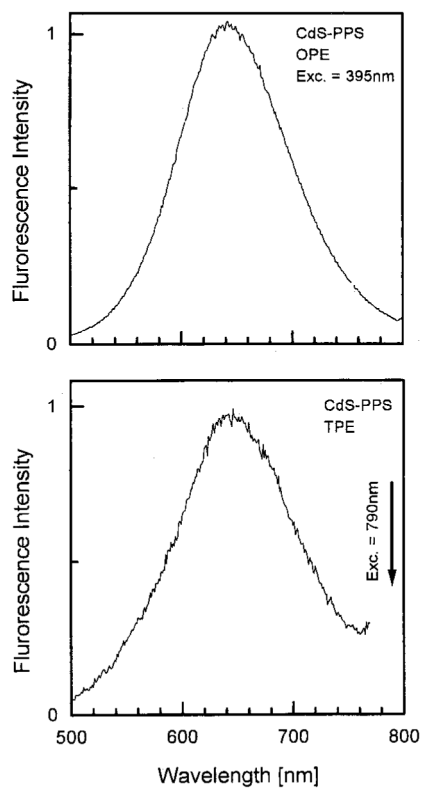 1
CdS-PPS
OPE
Exc. = 395nm
Flurorescence Intensity
0
1
CdS-PPS
TPE
Exc. = 790nm
Flurorescence Intensity
0
500 600 700 800
Wavelength [nm]